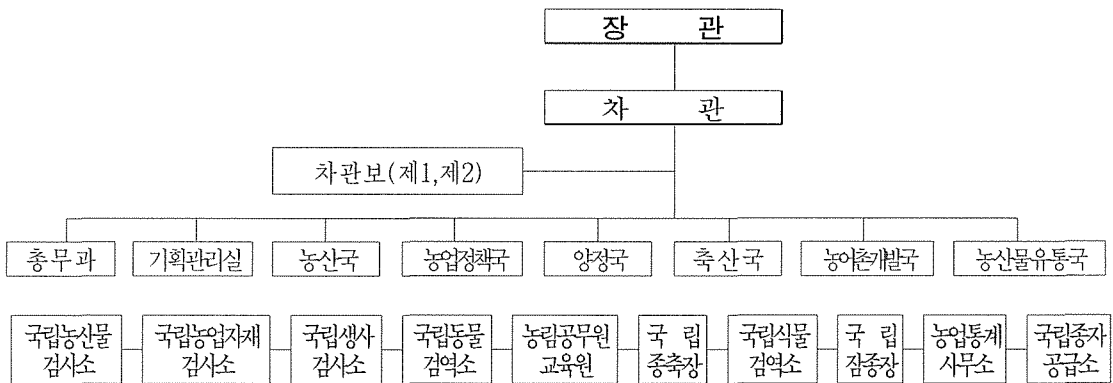 장 관
차 관
차관보(제1,제2)
총무과 기획관리실 농산국 농업정책국 양정국 축산국 농어촌개발국 농산물유통국
국립농산물 국립농업자재 국립생사 국립동물 농림공무원 국 립 국립식물 국 립 농업통계 국립종자
검사소 검사소 검사소 검역소 교육원 종축장 검역소 잠종장 사무소 공급소